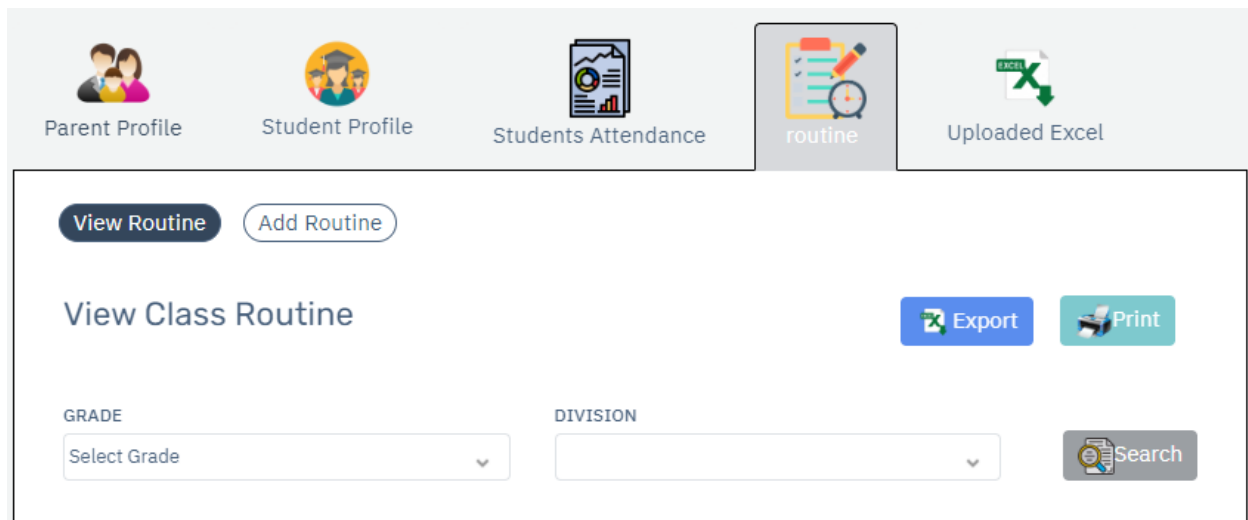 Parent Profile
Student Profile
Students Attendance
routine
EXCEL
Uploaded Excel
View Routine
Add Routine
View Class Routine
Export
Print
GRADE
DIVISION
Select Grade
Search